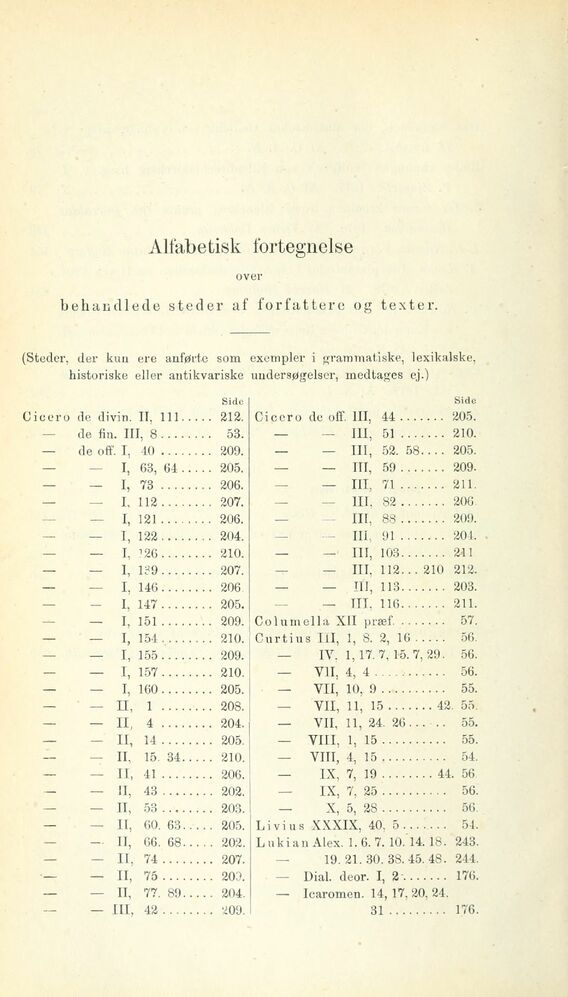 Alfabetisk fortegnelse
over
behandlede steder af forfattere og texter.
(Steder, der kun ere anførte som exempler i grammatiske, lexikalske,
historiske eller antikvariske undersøgelser, medtages ej.)
Side
Cicero de divin. II, 111..... 212.
— de fin. III, 8........ 53.
— de off. I, 40 ........ 209.
— — I, 63, 64..... 205.
— — I, 73 ........ 206.
— — I, 112........ 207.
— — I, 121........ 206.
— — I, 122........ 204.
— — I, 126........ 210.
— — I, 139........ 207.
— — I, 146........ 206
— — I, 147........ 205.
— — I, 151........ 209.
— — I, 154........ 210.
— — I, 155........ 209.
— — I, 157........ 210.
— — I, 160........ 205.
— — II, 1 ........ 208.
— — II, 4 ........ 204.
— — II, 14 ....... 205.
— — II, 15. 34..... 210.
— — II, 41 ....... 206.
— — II, 43 ....... 202.
— — II, 53 ....... 203.
— — II, 60. 63..... 205.
— — II, 66. 68..... 202.
— — II, 74 ....... 207.
— — II, 75 ....... 209.
— — II, 77. 89..... 204.
— — III, 42 ....... 209.
Side
Cicero de off. III, 44 ....... 205.
— — III, 51 ....... 210.
— — III, 52. 58.... 205.
— — III, 59 ....... 209.
— — III, 71 ....... 211.
— — III, 82 ....... 206
— — III, 88 ....... 209.
— — III, 91 ....... 204.
— — III, 103....... 241
— — III, 112... 210 212.
— — III, 113....... 203.
— — III, 116....... 211.
Columella XII præf. ....... 57.
Curtius III, 1, 8. 2, 16 ..... 56.
— IV, 1, 17. 7, 15. 7, 29. 56.
— VII, 4, 4 .......... 56.
— VII, 10, 9 ......... 55.
— VII, 11, 15 ...... 42. 55.
— VII, 11, 24. 26...... 55.
— VIII, 1, 15 ......... 55.
— VIII, 4, 15 ......... 54.
— IX, 7, 19 ....... 44. 56.
— IX, 7, 25 ......... 56.
— X, 5, 28 ......... 56.
Livius XXXIX, 40, 5....... 54.
Lukian Alex. 1. 6. 7. 10. 14. 18. 243.
— 19. 21. 30. 38. 45. 48. 244.
— Dial. deor. I, 2....... 176.
— Icaromen. 14, 17, 20, 24,
31 ......... 176.